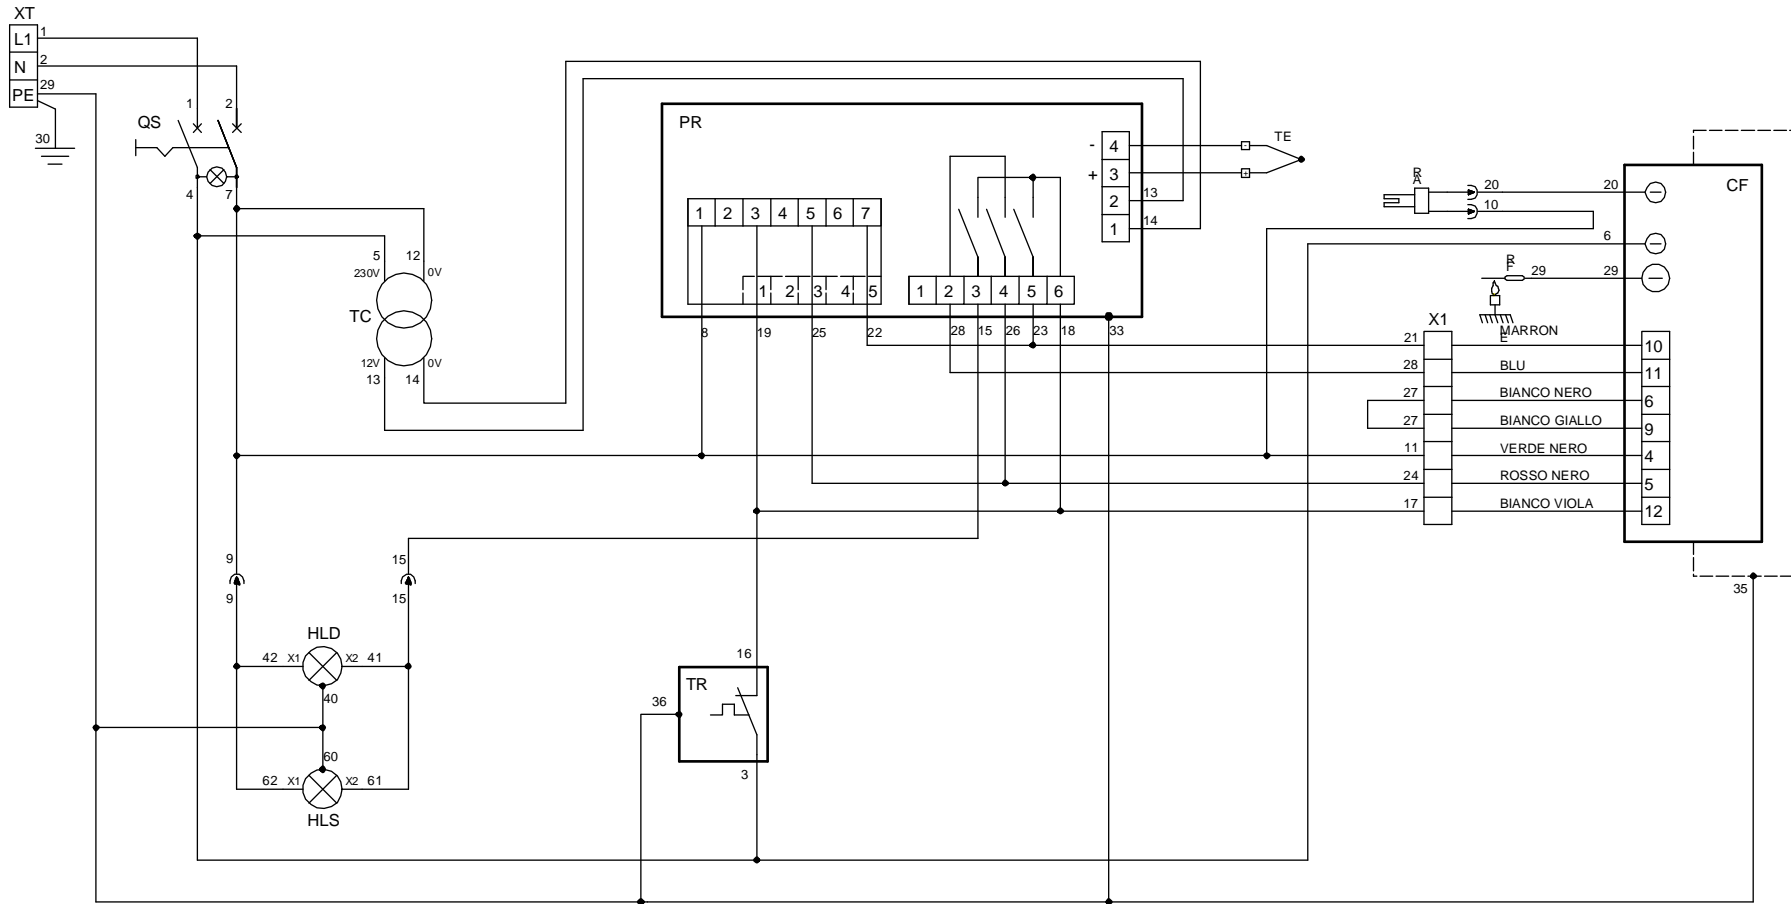 XT
L1 1
N 2
PE 29
30
QS
1 2
4 7
5 12
230V 0V
TC
12V 0V
13 14
PR
1 2 3 4 5 6 7
1 2 3 4 5
8 19 25 22
1 2 3 4 5 6
28 15 26 23 18 33
- 4
+ 3
2 13
1 14
TE
-
+
RA
20 20
10
6
RF
29 29
CF
X1
21 MARRONE 10
28 BLU 11
27 BIANCO NERO 6
27 BIANCO GIALLO 9
11 VERDE NERO 4
24 ROSSO NERO 5
17 BIANCO VIOLA 12
35
9 15
9 15
HLD
42 X1 X2 41
40
60
62 X1 X2 61
HLS
16
TR
36
3